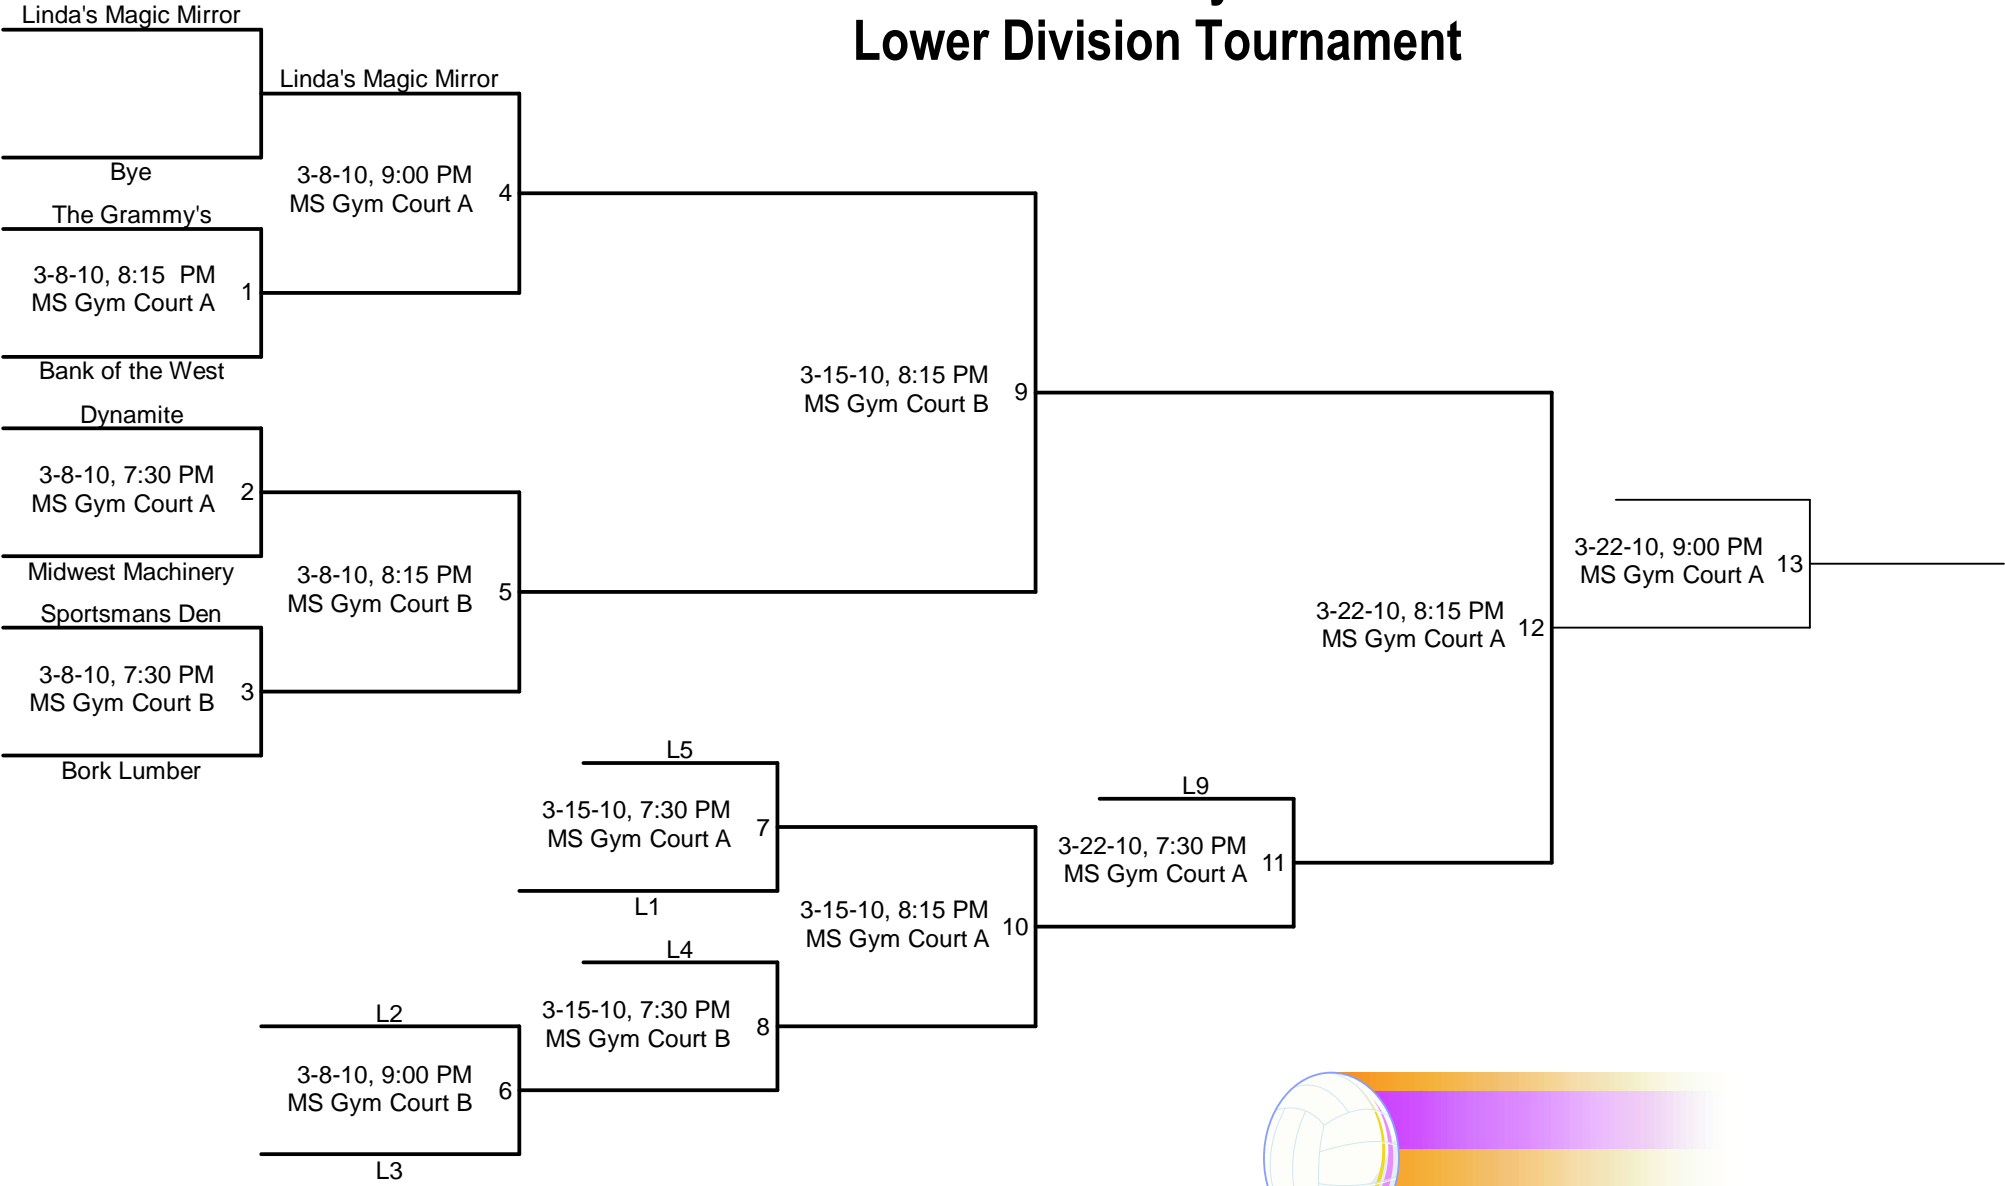 Lower Division Tournament
Linda's Magic Mirror
Linda's Magic Mirror
Bye
3-8-10, 9:00 PM
MS Gym Court A
4
The Grammy's
3-8-10, 8:15  PM
MS Gym Court A
1
Bank of the West
3-15-10, 8:15 PM
MS Gym Court B
9
Dynamite
3-8-10, 7:30 PM
MS Gym Court A
2
Midwest Machinery
3-8-10, 8:15 PM
MS Gym Court B
5
Sportsmans Den
3-8-10, 7:30 PM
MS Gym Court B
3
Bork Lumber
3-22-10, 9:00 PM
MS Gym Court A
13
3-22-10, 8:15 PM
MS Gym Court A
12
L5
3-15-10, 7:30 PM
MS Gym Court A
7
L1
L9
3-22-10, 7:30 PM
MS Gym Court A
11
3-15-10, 8:15 PM
MS Gym Court A
10
L4
3-15-10, 7:30 PM
MS Gym Court B
8
L2
3-8-10, 9:00 PM
MS Gym Court B
6
L3